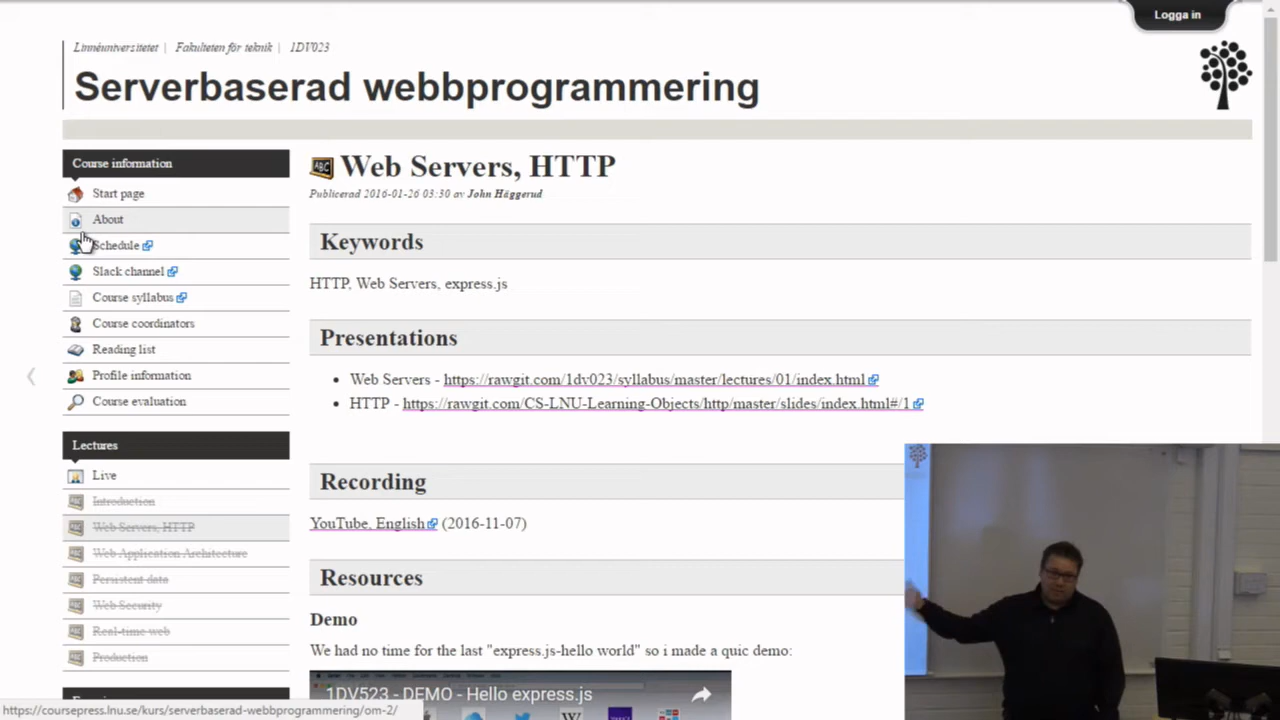 Logga in
Linnéuniversitetet | Fakulteten för teknik | 1DV023
Serverbaserad webbprogrammering
Course information
Start page
About
Schedule
Slack channel
Course syllabus
Course coordinators
Reading list
Profile information
Course evaluation
Lectures
Live
Introduction
Web Servers, HTTP
Web Application Architecture
Persistent data
Web Security
Real-time web
Production
ABC Web Servers, HTTP
Publicerad 2016-01-26 03:30 av John Häggerud
Keywords
HTTP, Web Servers, express.js
Presentations
• Web Servers - https://rawgit.com/1dv023/syllabus/master/lectures/01/index.html
• HTTP - https://rawgit.com/CS-LNU-Learning-Objects/http/master/slides/index.html#/1
Recording
YouTube, English (2016-11-07)
Resources
Demo
We had no time for the last "express.js-hello world" so i made a quic demo:
1DV523 - DEMO - Hello express.js
https://coursepress.lnu.se/kurs/serverbaserad-webbprogrammering/om-2/